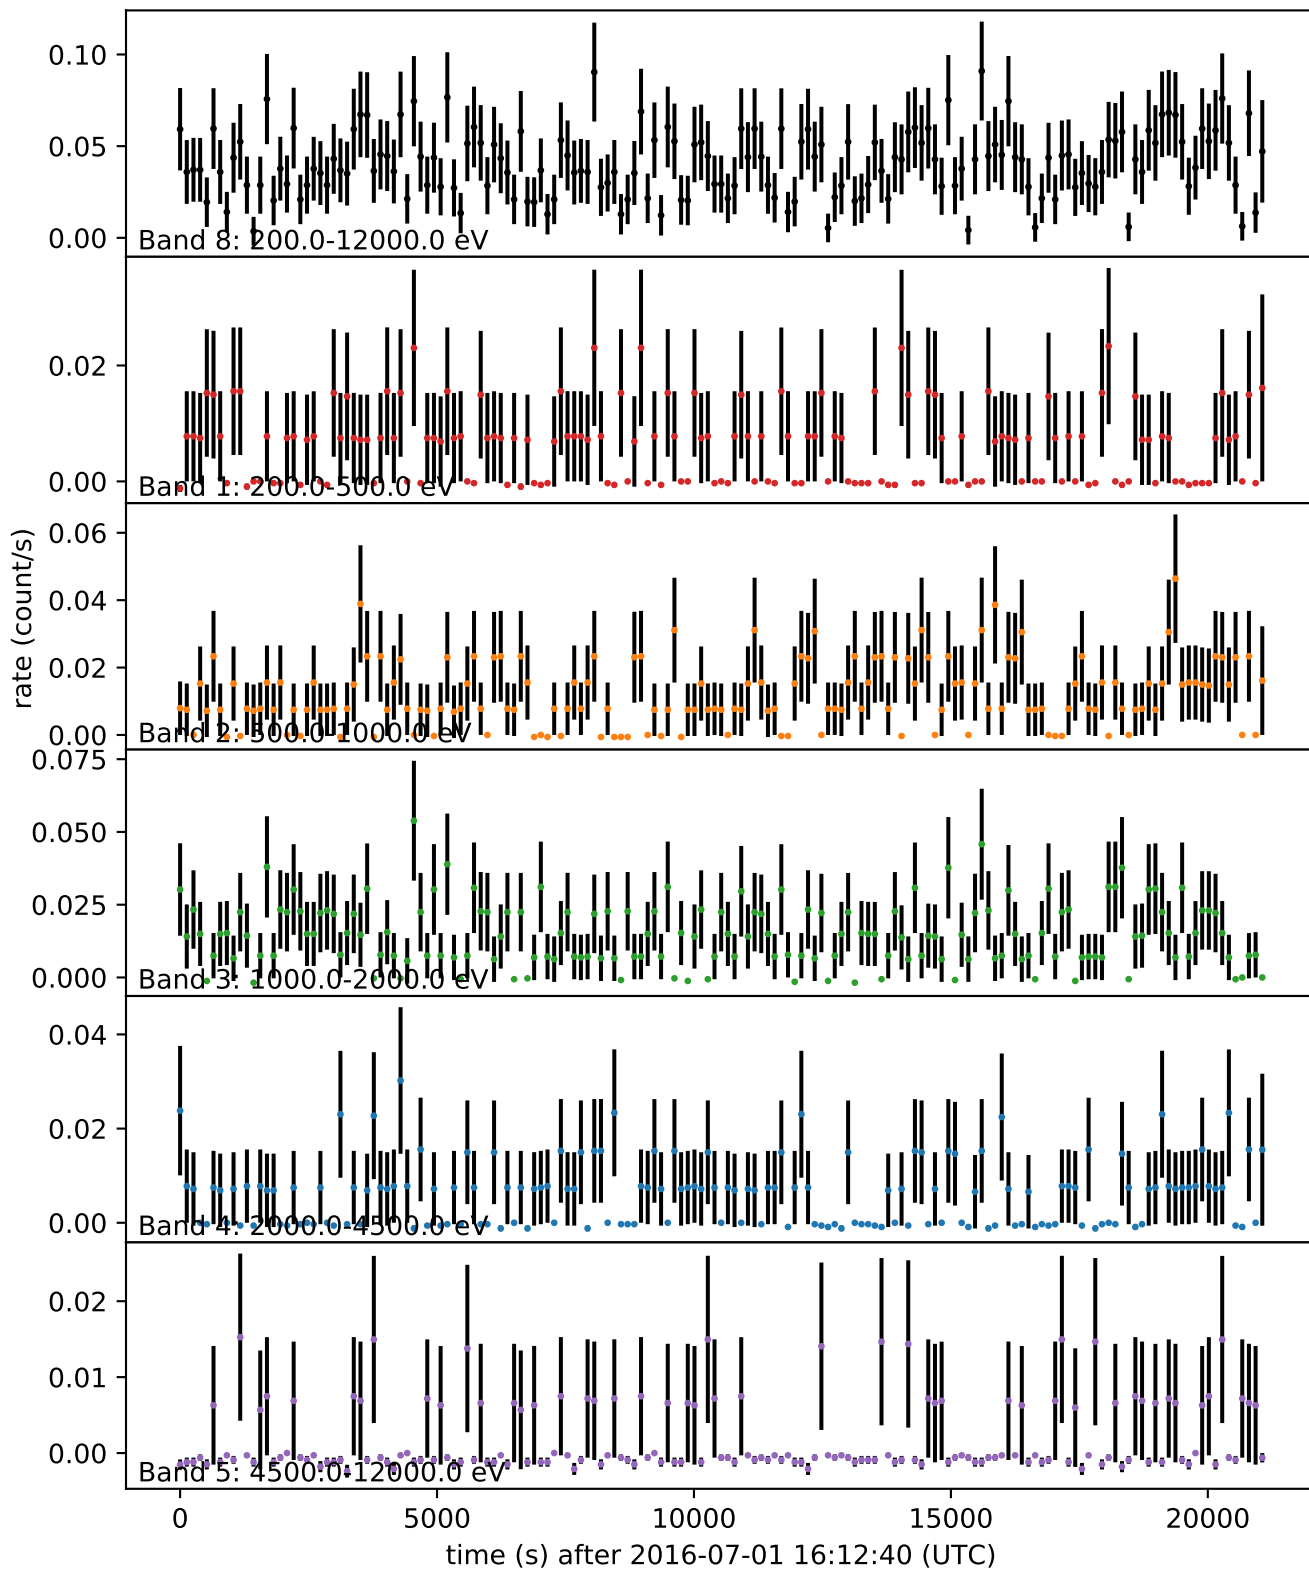 0.10
0.05
0.00
Band 8: 200.0-12000.0 eV
0.02
0.00
Band 1: 200.0-500.0 eV
0.06
0.04
0.02
0.00
Band 2: 500.0-1000.0 eV
rate (count/s)
0.075
0.050
0.025
0.000
Band 3: 1000.0-2000.0 eV
0.04
0.02
0.00
Band 4: 2000.0-4500.0 eV
0.02
0.01
0.00
Band 5: 4500.0-12000.0 eV
0 5000 10000 15000 20000
time (s) after 2016-07-01 16:12:40 (UTC)